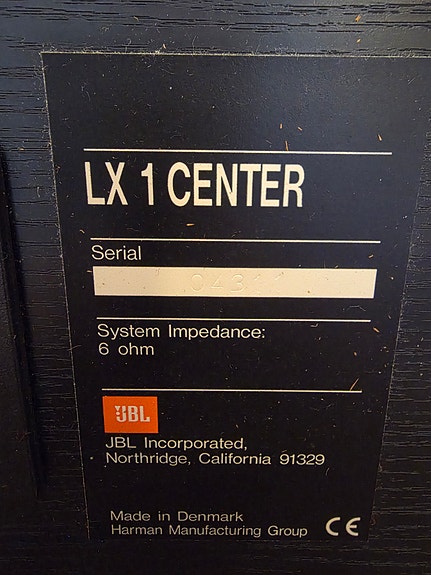 LX 1 CENTER
Serial
System Impedance:
6 ohm
JBL
JBL Incorporated,
Northridge, California 91329
Made in Denmark
Harman Manufacturing Group CE